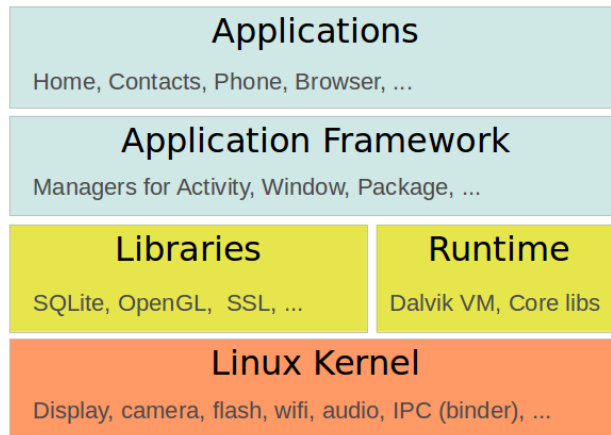 Applications
Home, Contacts, Phone, Browser, ...
Application Framework
Managers for Activity, Window, Package, ...
Libraries
SQLite, OpenGL, SSL, ...
Runtime
Dalvik VM, Core libs
Linux Kernel
Display, camera, flash, wifi, audio, IPC (binder), ...